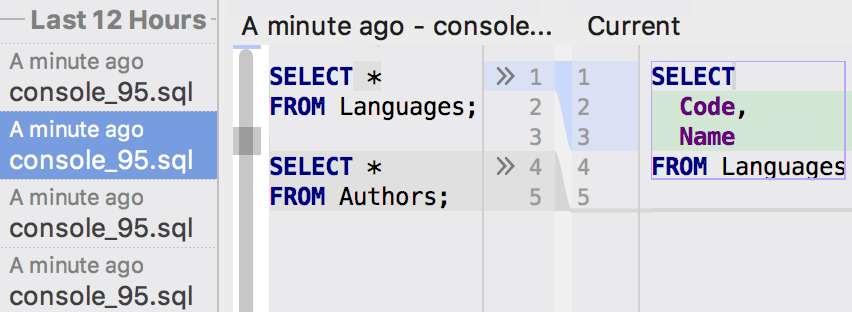 Last 12 Hours
A minute ago
console_95.sql
A minute ago
console_95.sql
A minute ago
console_95.sql
A minute ago
console_95.sql
A minute ago - console...
SELECT *
FROM Languages;
SELECT *
FROM Authors;
1
2
3
4
5
Current
1
2
3
4
5
SELECT
Code,
Name
FROM Languages